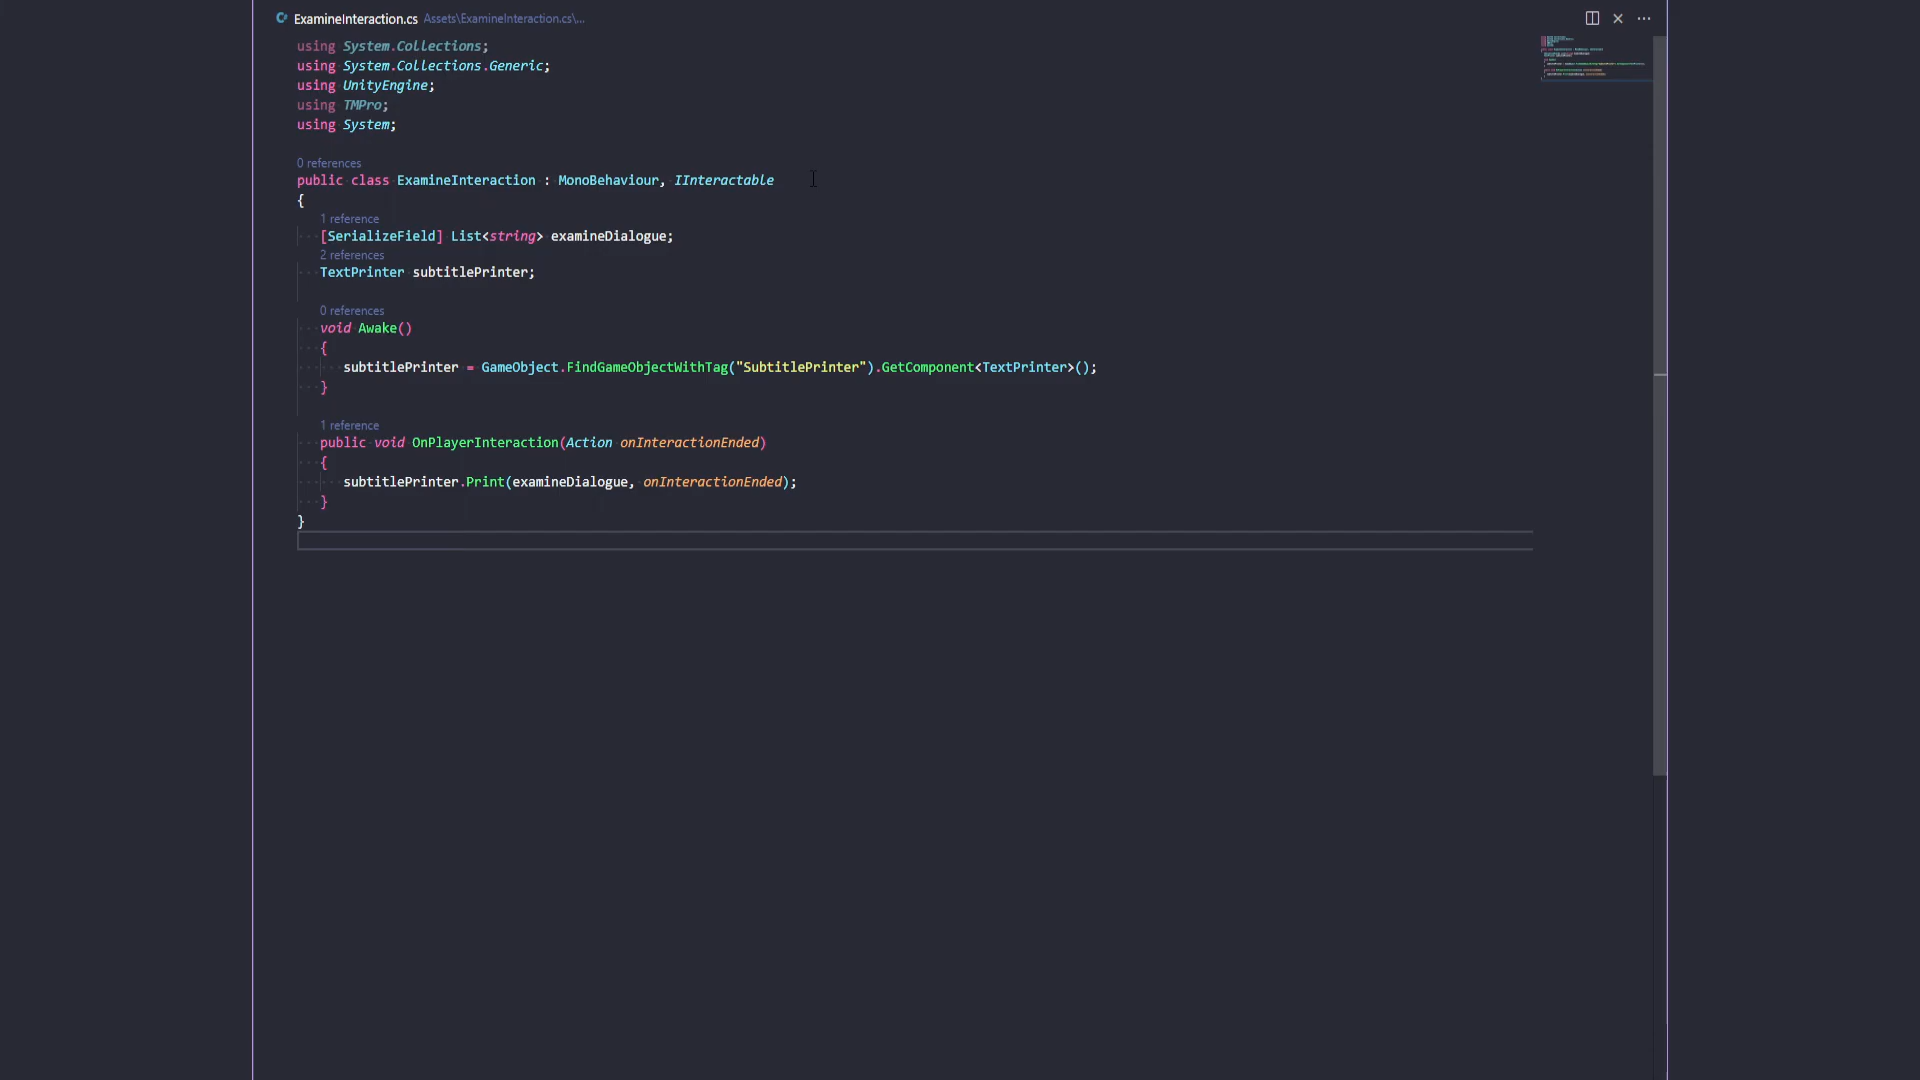 ExamineInteraction.cs Assets\ExamineInteraction.cs\...
using System.Collections;
using System.Collections.Generic;
using UnityEngine;
using TMPro;
using System;
0 references
public class ExamineInteraction : MonoBehaviour, IInteractable
{
1 reference
[SerializeField] List<string> examineDialogue;
2 references
TextPrinter subtitlePrinter;
0 references
void Awake()
{
subtitlePrinter = GameObject.FindGameObjectWithTag("SubtitlePrinter").GetComponent<TextPrinter>();
}
1 reference
public void OnPlayerInteraction(Action onInteractionEnded)
{
subtitlePrinter.Print(examineDialogue, onInteractionEnded);
}
}